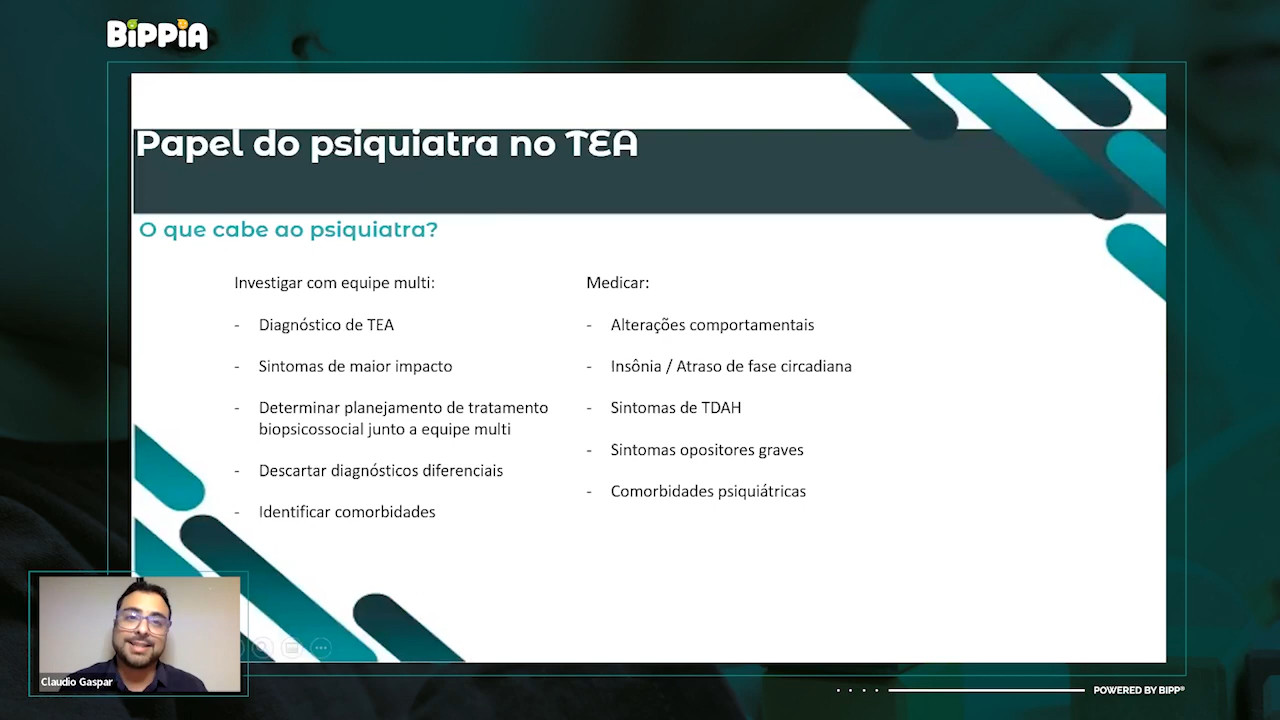 BiPPiA
Papel do psiquiatra no TEA
O que cabe ao psiquiatra?
Investigar com equipe multi:
- Diagnóstico de TEA
- Sintomas de maior impacto
- Determinar planejamento de tratamento
biopsicossocial junto a equipe multi
- Descartar diagnósticos diferenciais
- Identificar comorbidades
Medicar:
- Alterações comportamentais
- Insônia / Atraso de fase circadiana
- Sintomas de TDAH
- Sintomas opositores graves
- Comorbidades psiquiátricas
Claudio Gaspar
POWERED BY BIPP®